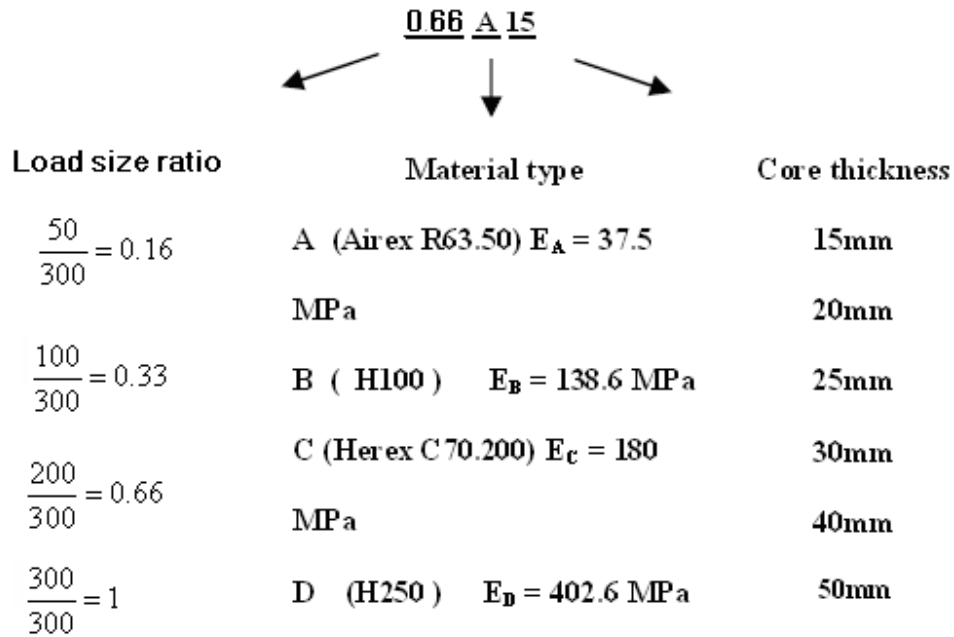 0.66 A 15
Load size ratio Material type Core thickness
50/300 = 0.16 A (Airex R63.50) E_A = 37.5 15mm
MPa 20mm
100/300 = 0.33 B ( H100 ) E_B = 138.6 MPa 25mm
C (Herex C70.200) E_C = 180 30mm
200/300 = 0.66 MPa 40mm
300/300 = 1 D (H250 ) E_D = 402.6 MPa 50mm